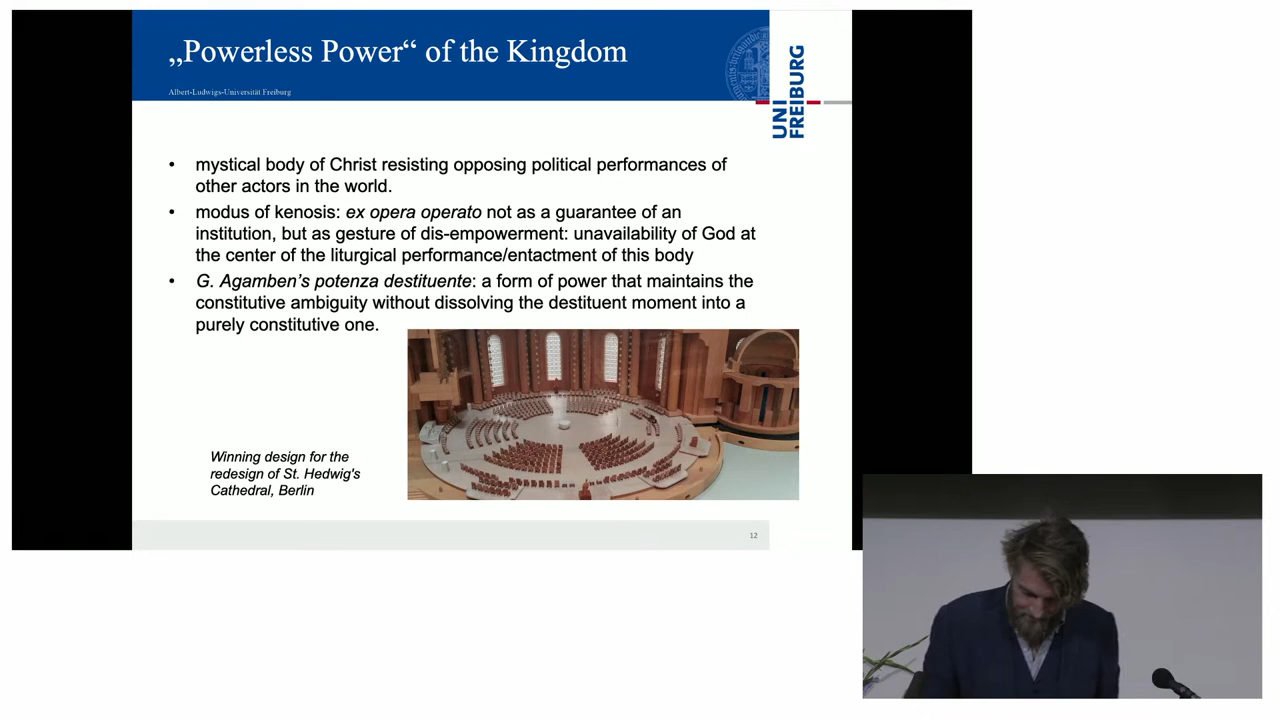 „Powerless Power“ of the Kingdom
Albert-Ludwigs-Universität Freiburg
UNI
FREIBURG
• mystical body of Christ resisting opposing political performances of
other actors in the world.
• modus of kenosis: ex opera operato not as a guarantee of an
institution, but as gesture of dis-empowerment: unavailability of God at
the center of the liturgical performance/entactment of this body
• G. Agamben’s potenza destituente: a form of power that maintains the
constitutive ambiguity without dissolving the destituent moment into a
purely constitutive one.
Winning design for the
redesign of St. Hedwig's
Cathedral, Berlin
12